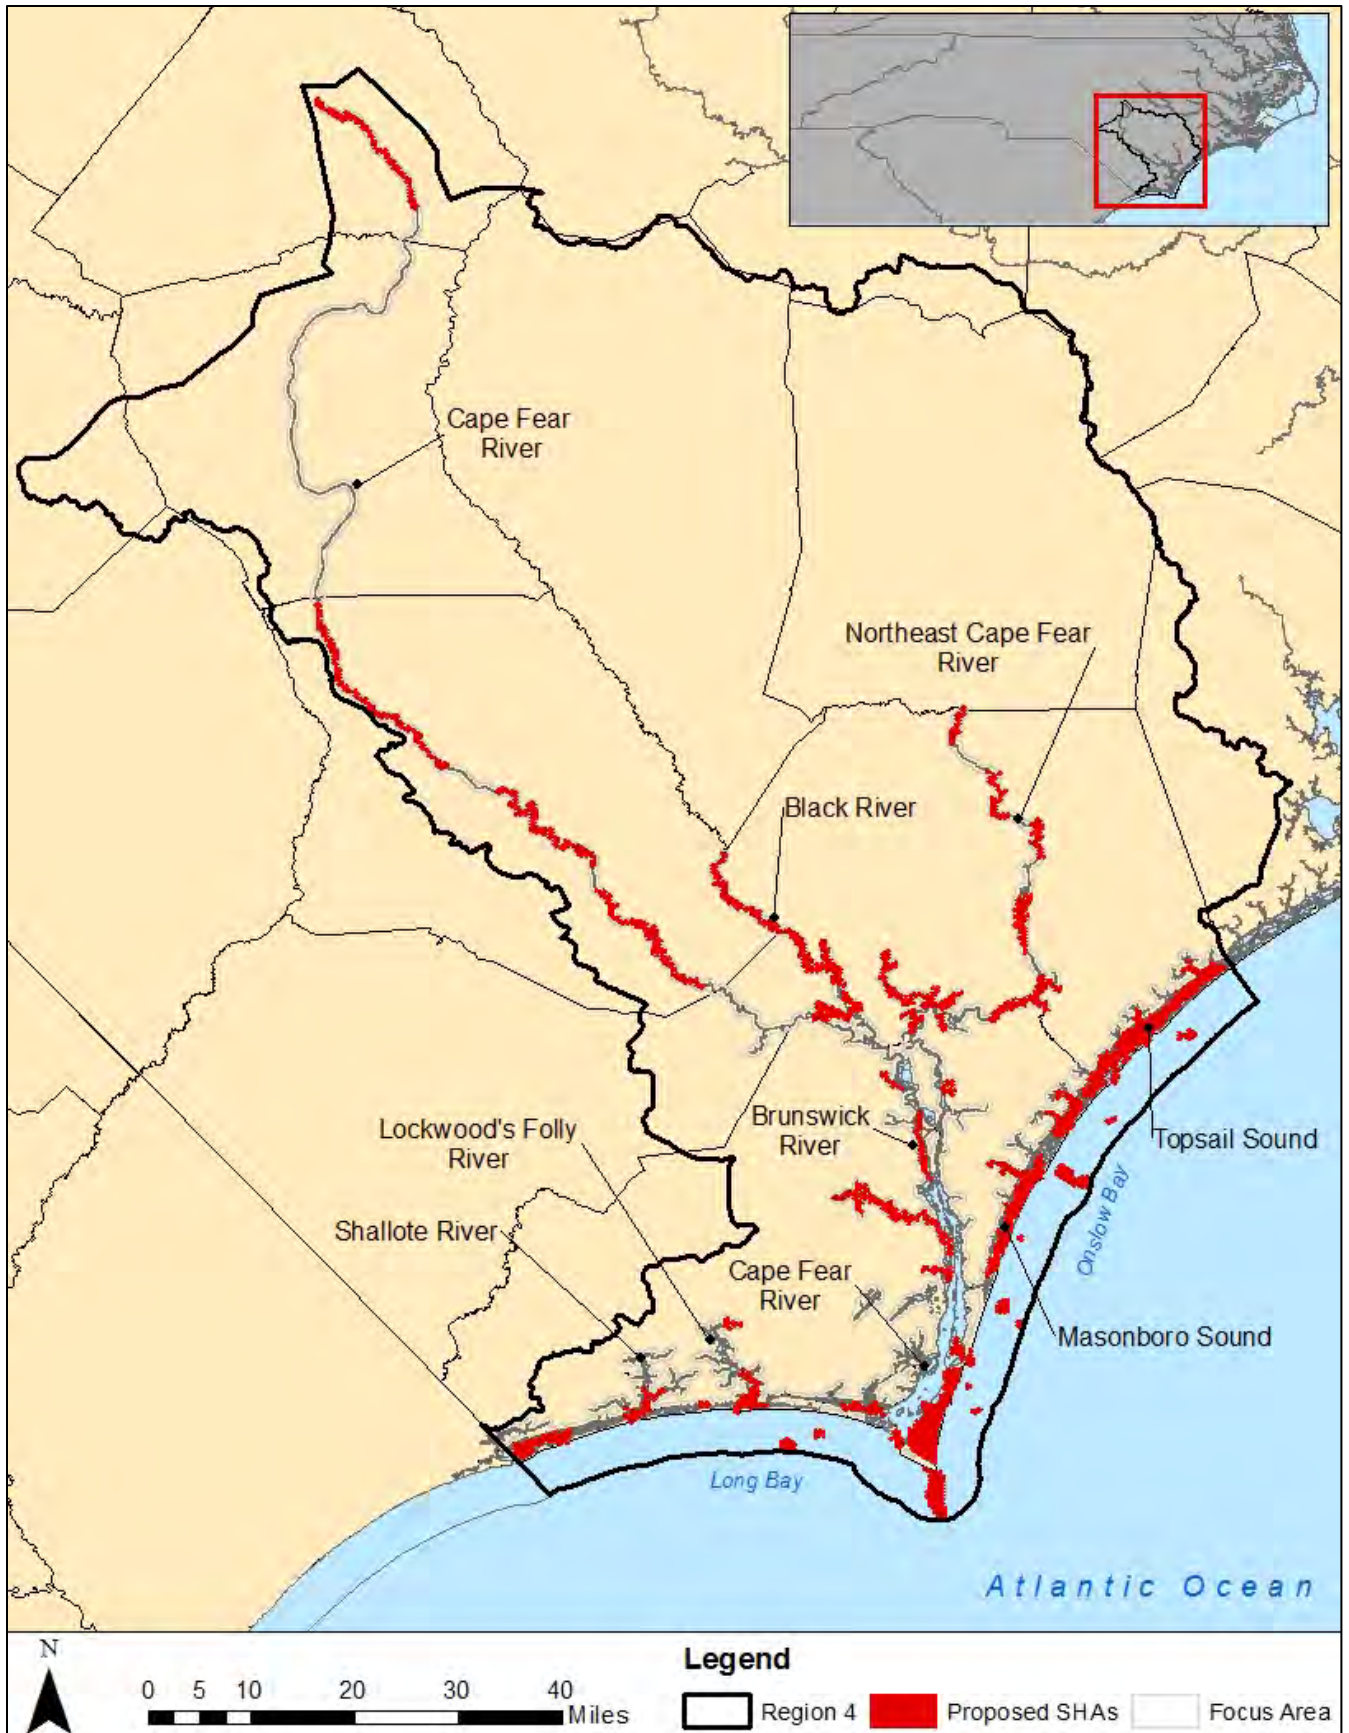 Cape Fear
River
Northeast Cape Fear
River
Black River
Brunswick
River
Lockwood's Folly
River
Topsail Sound
Onslow Bay
Shallote River
Cape Fear
River
Masonboro Sound
Long Bay
Atlantic Ocean
N
0 5 10 20 30 40
Miles
Legend
Region 4
Proposed SHAs
Focus Area